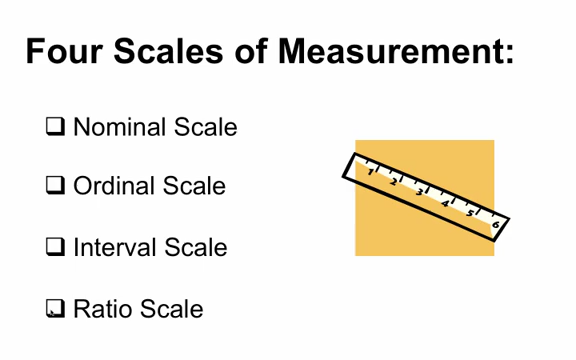 Four Scales of Measurement:
❑ Nominal Scale
❑ Ordinal Scale
❑ Interval Scale
❑ Ratio Scale
1 2 3 4 5 6